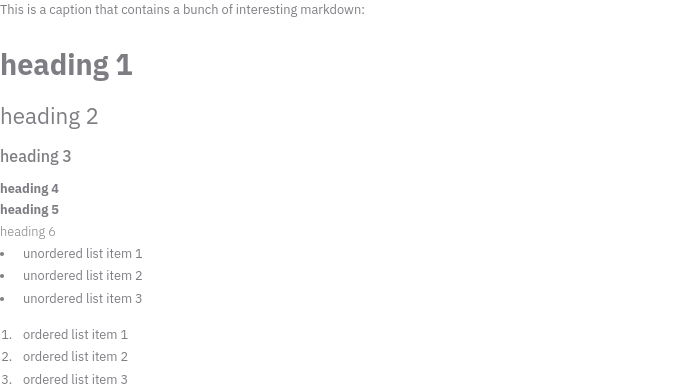 This is a caption that contains a bunch of interesting markdown:
heading 1
heading 2
heading 3
heading 4
heading 5
heading 6
• unordered list item 1
• unordered list item 2
• unordered list item 3
1. ordered list item 1
2. ordered list item 2
3. ordered list item 3